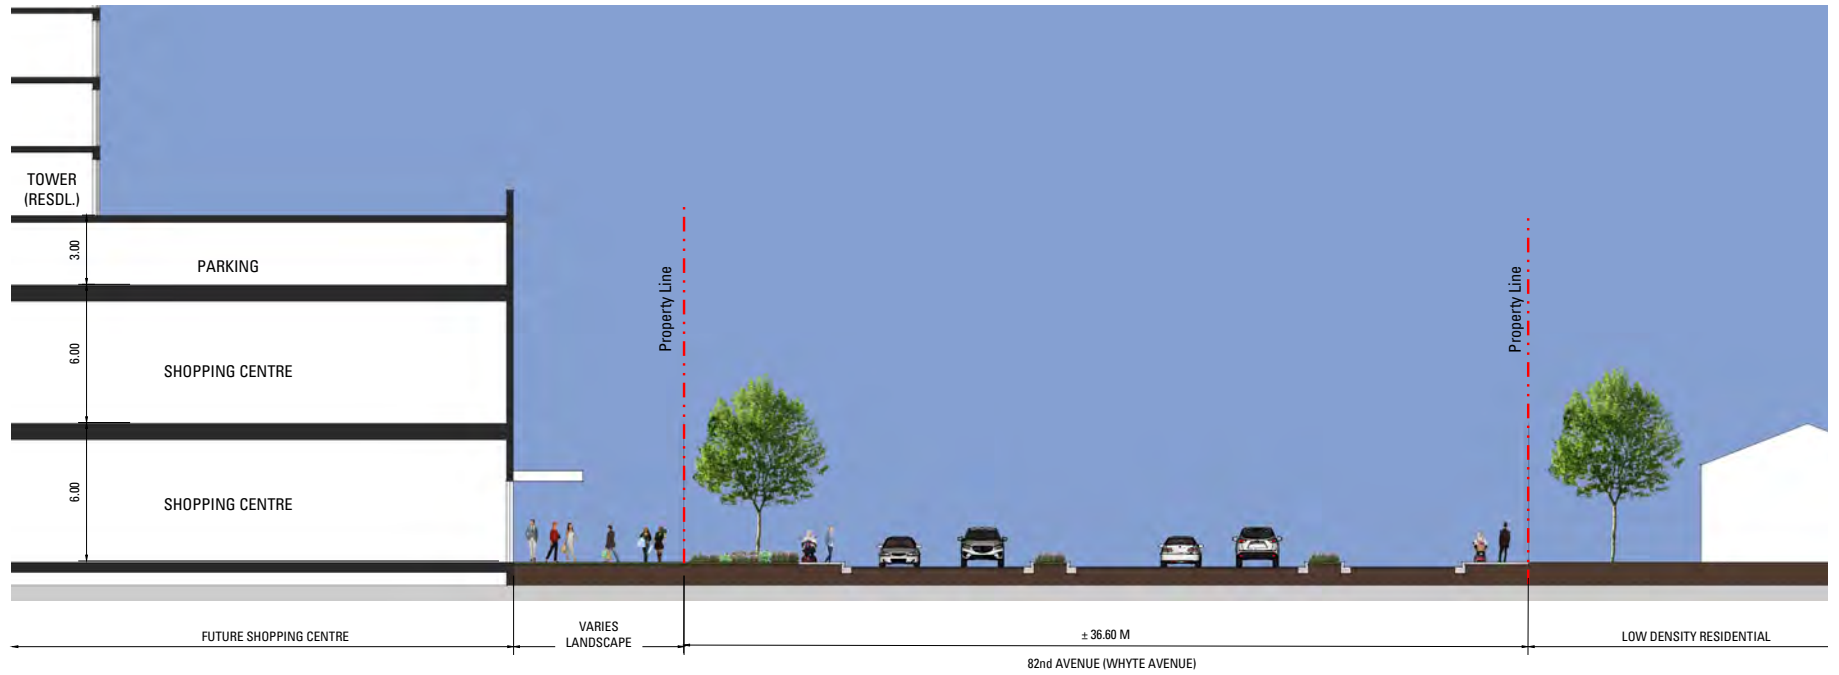 TOWER
(RESDL.)
3.00
PARKING
6.00
SHOPPING CENTRE
6.00
SHOPPING CENTRE
Property Line
Property Line
FUTURE SHOPPING CENTRE
VARIES
LANDSCAPE
± 36.60 M
82nd AVENUE (WHYTE AVENUE)
LOW DENSITY RESIDENTIAL